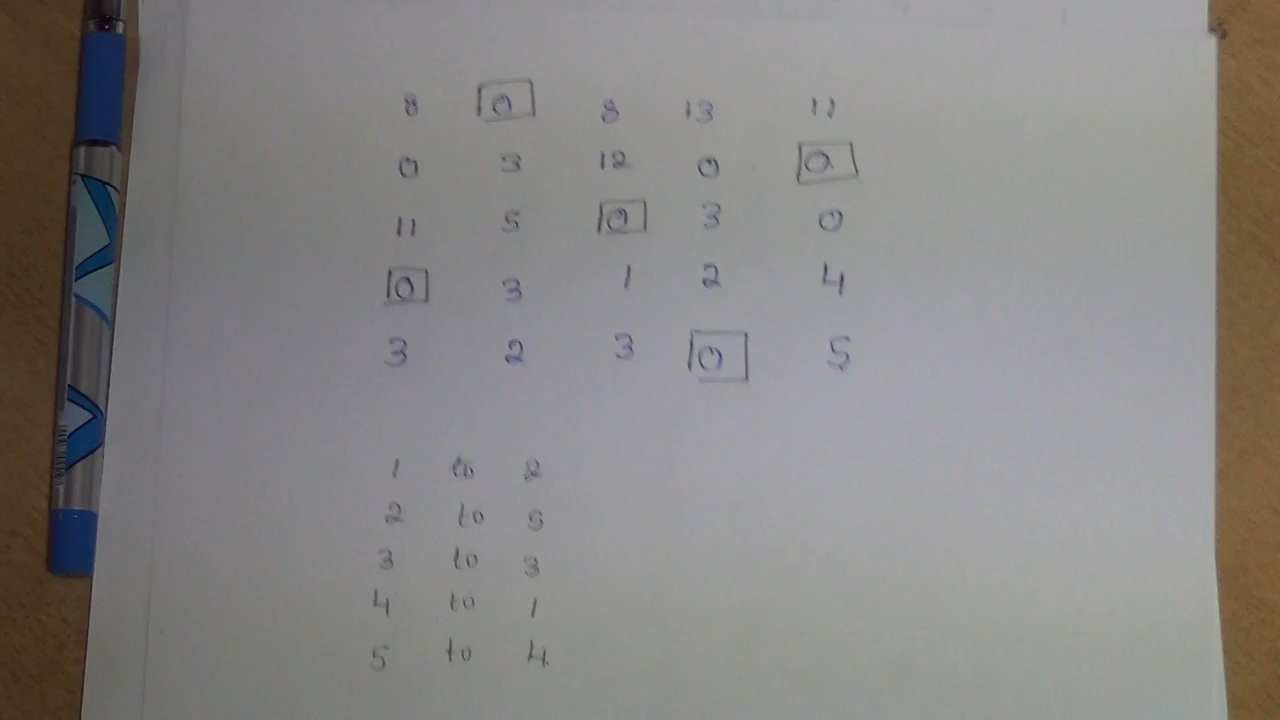 8 0 8 13 11
0 3 12 0 0
11 5 0 3 0
0 3 1 2 4
3 2 3 0 5
1 to 2
2 to 5
3 to 3
4 to 1
5 to 4